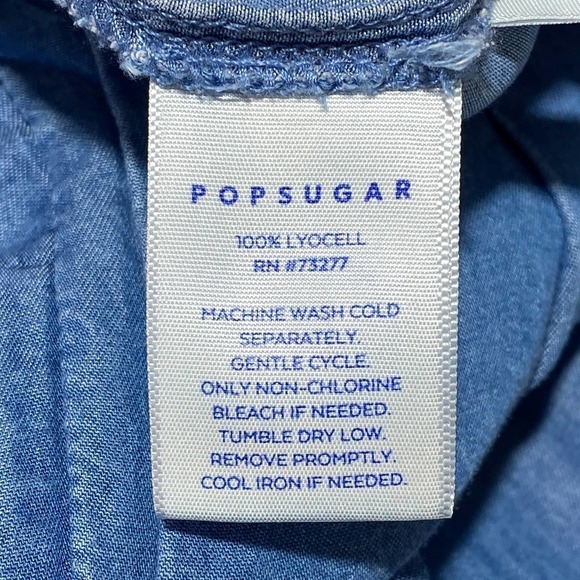 POPSUGAR
100% LYOCELL
RN #73277
MACHINE WASH COLD
SEPARATELY.
GENTLE CYCLE.
ONLY NON-CHLORINE
BLEACH IF NEEDED.
TUMBLE DRY LOW.
REMOVE PROMPTLY.
COOL IRON IF NEEDED.